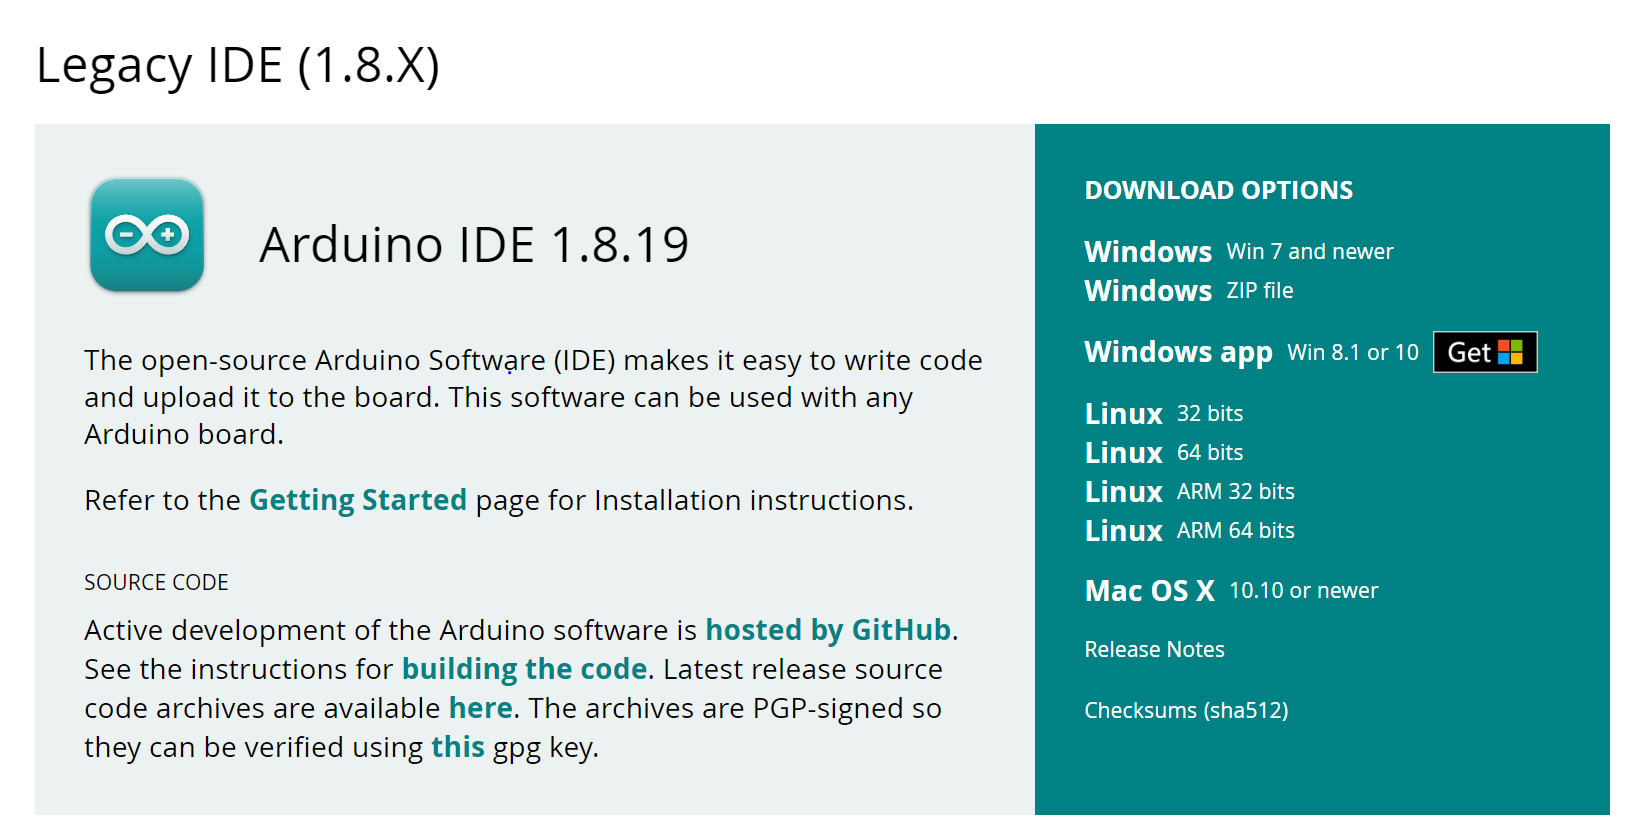 Legacy IDE (1.8.X)
Arduino IDE 1.8.19
The open-source Arduino Software (IDE) makes it easy to write code
and upload it to the board. This software can be used with any
Arduino board.
Refer to the Getting Started page for Installation instructions.
SOURCE CODE
Active development of the Arduino software is hosted by GitHub.
See the instructions for building the code. Latest release source
code archives are available here. The archives are PGP-signed so
they can be verified using this gpg key.
DOWNLOAD OPTIONS
Windows Win 7 and newer
Windows ZIP file
Windows app Win 8.1 or 10 Get
Linux 32 bits
Linux 64 bits
Linux ARM 32 bits
Linux ARM 64 bits
Mac OS X 10.10 or newer
Release Notes
Checksums (sha512)